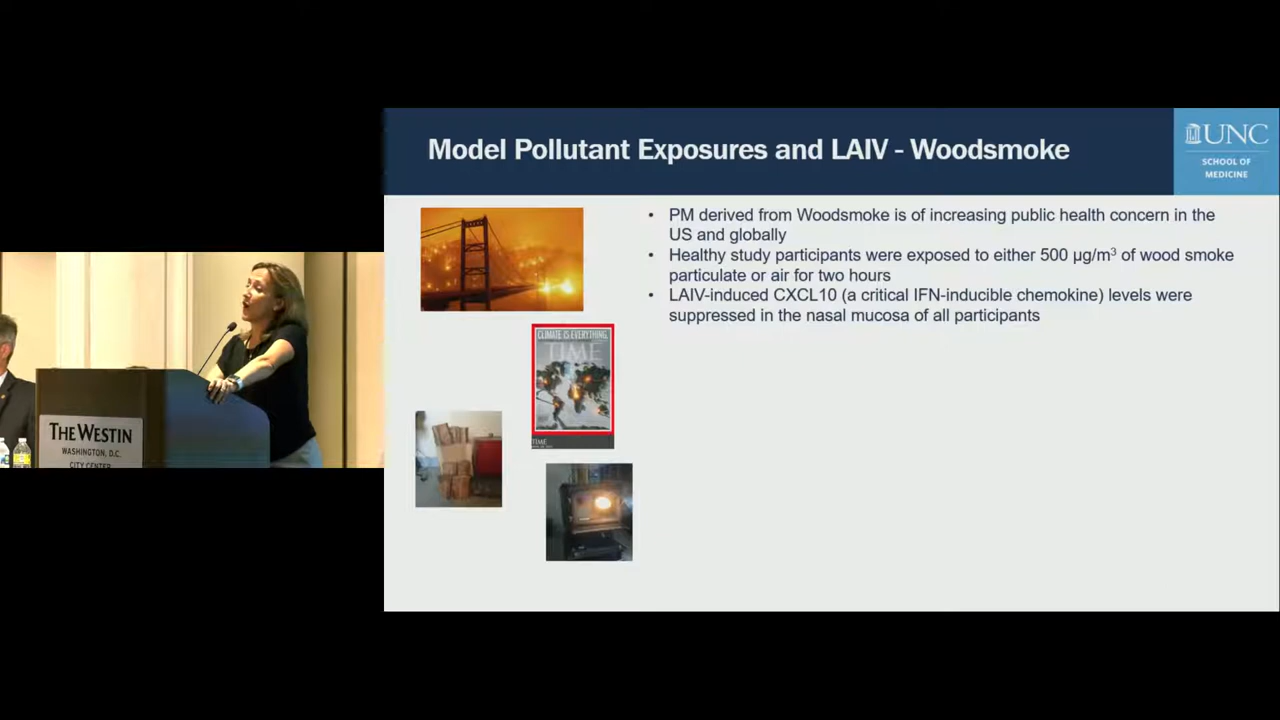 Model Pollutant Exposures and LAIV - Woodsmoke
UNC
SCHOOL OF
MEDICINE
• PM derived from Woodsmoke is of increasing public health concern in the
US and globally
• Healthy study participants were exposed to either 500 µg/m³ of wood smoke
particulate or air for two hours
• LAIV-induced CXCL10 (a critical IFN-inducible chemokine) levels were
suppressed in the nasal mucosa of all participants
CLIMATE IS EVERYTHING
TIME
TIME
THE WESTIN
WASHINGTON, D.C.
CITY CENTER